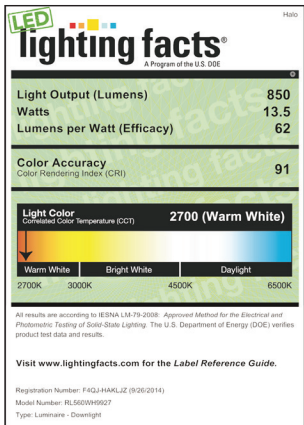 Halo
LED
lighting facts®
A Program of the U.S. DOE
Light Output (Lumens) 850
Watts 13.5
Lumens per Watt (Efficacy) 62
Color Accuracy
Color Rendering Index (CRI) 91
Light Color
Correlated Color Temperature (CCT) 2700 (Warm White)
Warm White Bright White Daylight
2700K 3000K 4500K 6500K
All results are according to IESNA LM-79-2008: Approved Method for the Electrical and
Photometric Testing of Solid-State Lighting. The U.S. Department of Energy (DOE) verifies
product test data and results.
Visit www.lightingfacts.com for the Label Reference Guide.
Registration Number: F4QJ-HAKLJZ (9/26/2014)
Model Number: RL560WH9927
Type: Luminaire - Downlight